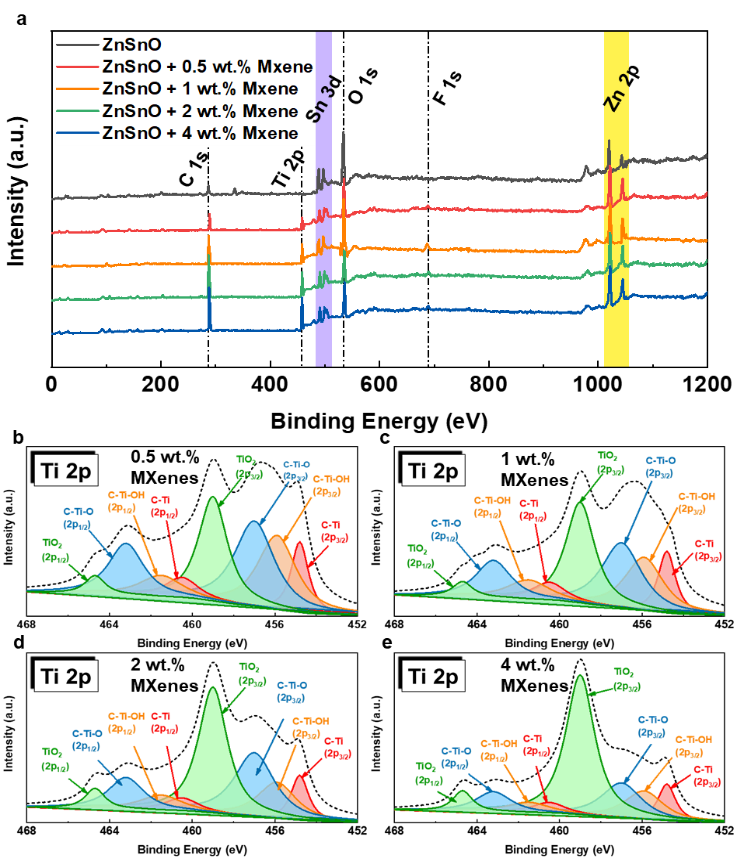 a
ZnSnO
ZnSnO + 0.5 wt.% Mxene
ZnSnO + 1 wt.% Mxene
ZnSnO + 2 wt.% Mxene
ZnSnO + 4 wt.% Mxene
C 1s
Ti 2p
Sn 3d
O 1s
F 1s
Zn 2p
Intensity (a.u.)
0 200 400 600 800 1000 1200
Binding Energy (eV)
b
Ti 2p
0.5 wt.%
MXenes
TiO2
(2p1/2)
C-Ti-O
(2p1/2)
C-Ti-OH
(2p1/2)
C-Ti
(2p1/2)
TiO2
(2p3/2)
C-Ti-O
(2p3/2)
C-Ti-OH
(2p3/2)
C-Ti
(2p3/2)
Intensity (a.u.)
468 464 460 456 452
Binding Energy (eV)
c
Ti 2p
1 wt.%
MXenes
TiO2
(2p1/2)
C-Ti-O
(2p1/2)
C-Ti-OH
(2p1/2)
C-Ti
(2p1/2)
TiO2
(2p3/2)
C-Ti-O
(2p3/2)
C-Ti-OH
(2p3/2)
C-Ti
(2p3/2)
Intensity (a.u.)
468 464 460 456 452
Binding Energy (eV)
d
Ti 2p
2 wt.%
MXenes
TiO2
(2p1/2)
C-Ti-O
(2p1/2)
C-Ti-OH
(2p1/2)
C-Ti
(2p1/2)
TiO2
(2p3/2)
C-Ti-O
(2p3/2)
C-Ti-OH
(2p3/2)
C-Ti
(2p3/2)
Intensity (a.u.)
468 464 460 456 452
Binding Energy (eV)
e
Ti 2p
4 wt.%
MXenes
TiO2
(2p1/2)
C-Ti-O
(2p1/2)
C-Ti-OH
(2p1/2)
C-Ti
(2p1/2)
TiO2
(2p3/2)
C-Ti-O
(2p3/2)
C-Ti-OH
(2p3/2)
C-Ti
(2p3/2)
Intensity (a.u.)
468 464 460 456 452
Binding Energy (eV)